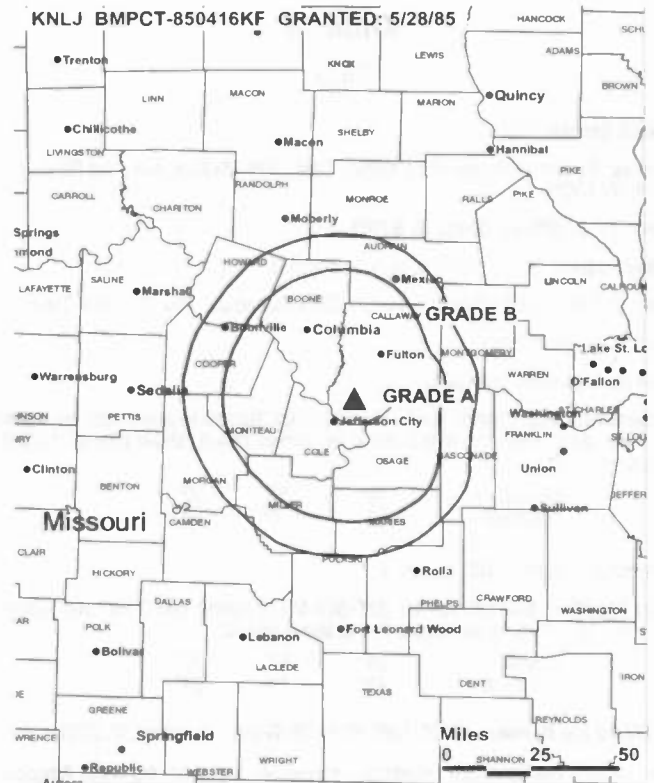 KNLJ BMPCT-850416KF GRANTED: 5/28/85
HANCOCK
LEWIS
ADAMS
KNOX
Trenton
BROWN
LINN
MACON
Quincy
MARION
Chillicothe
SHELBY
Macon
Hannibal
LIVINGSTON
PIKE
RANDOLPH
CARROLL
MONROE
RALLS
PIKE
CHARITON
Moberly
Springs
AUDRAIN
HOWARD
Mexico
SALINE
LINCOLN
LAFAYETTE
Marshall
BOONE
CALLAWAY
GRADE B
Boonville
Columbia
MONTGOMERY
Lake St. Lo
COOPER
Fulton
WARREN
Warrensburg
Sedalia
O'Fallon
GRADE A
ST CHARLES
PETTIS
Washington
Jefferson City
MONITEAU
FRANKLIN
ST LOU
COLE
OSAGE
GASCONADE
Clinton
Union
MORGAN
BENTON
JEFFER
MILLER
Sullivan
Missouri
MARIES
CAMDEN
CLAIR
PULASKI
Rolla
HICKORY
PHELPS
CRAWFORD
DALLAS
WASHINGTON
POLK
Lebanon
Fort Leonard Wood
Bolivar
LACLEDE
IRON
DENT
TEXAS
GREENE
REYNOLDS
Miles
Springfield
0 25 50
SHANNON
WRIGHT
Republic
WEBSTER